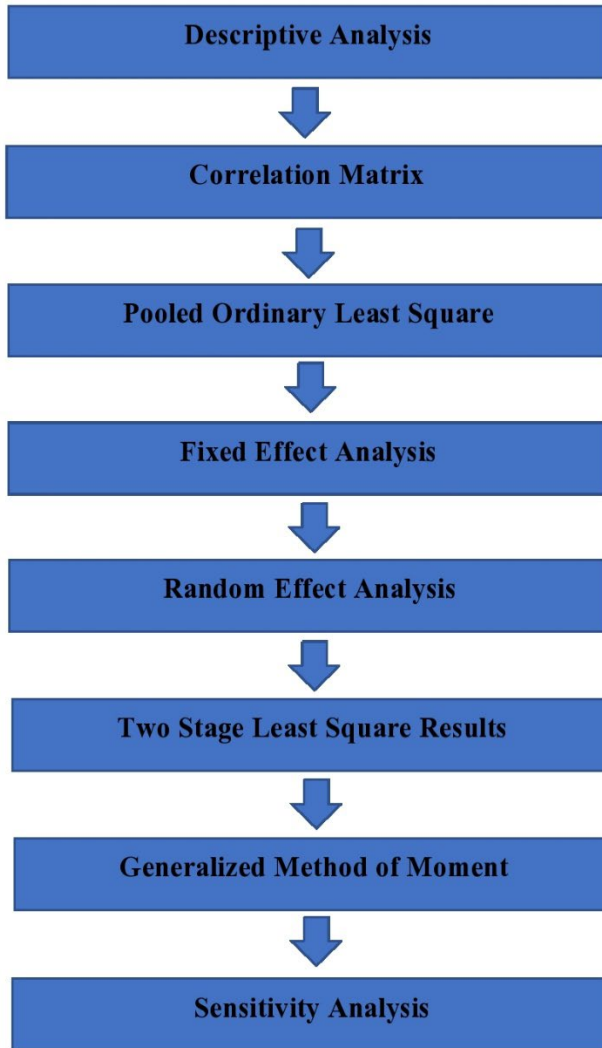 Descriptive Analysis
Correlation Matrix
Pooled Ordinary Least Square
Fixed Effect Analysis
Random Effect Analysis
Two Stage Least Square Results
Generalized Method of Moment
Sensitivity Analysis